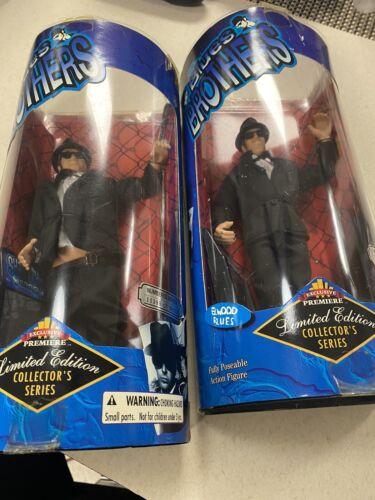 BROTHERS
EXCLUSIVE
PREMIERE
Limited Edition
COLLECTOR'S
SERIES
WARNING: CHOKING HAZARD
Small parts. Not for children under 3 yrs.
Blues
BROTHERS
ELWOOD
BLUES
EXCLUSIVE
PREMIERE
Limited Edition
COLLECTOR'S
SERIES
Fully Poseable
Action Figure